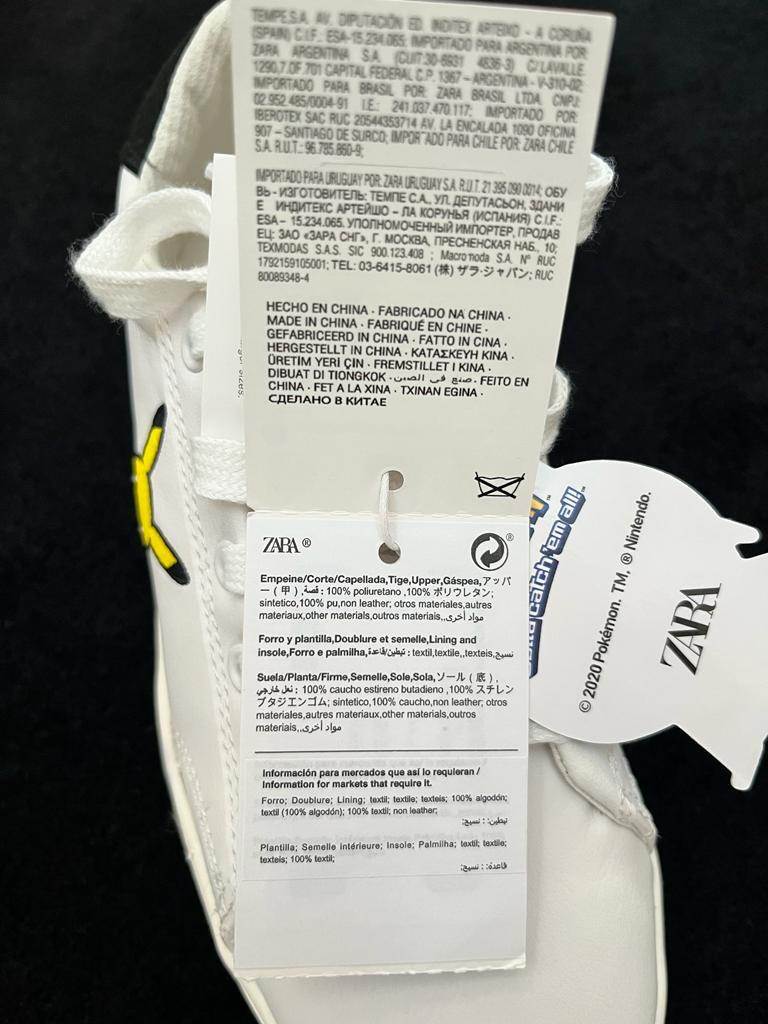 TEMPE.S.A. AV. DIPUTACIÓN ED. INDITEX ARTEIXO - A CORUÑA
(SPAIN) C.I.F.: ESA-15.234.065; IMPORTADO PARA ARGENTINA POR:
ZARA ARGENTINA S.A. (CUIT:30-6931 4836-3) C/LAVALLE
1290,7.OF.701 CAPITAL FEDERAL C.P. 1367 – ARGENTINA - V-310-02;
IMPORTADO PARA BRASIL POR: ZARA BRASIL LTDA. CNPJ:
02.952.485/0004-91 I.E.: 241.037.470.117; IMPORTADO POR:
IBEROTEX SAC RUC 20544353714 AV. LA ENCALADA 1090 OFICINA
907 – SANTIAGO DE SURCO; IMPORTADO PARA CHILE POR: ZARA CHILE
S.A. R.U.T.: 96.785.860-9;
IMPORTADO PARA URUGUAY POR: ZARA URUGUAY S.A. R.U.T. 21 395 090 0014; ОБУ
ВЬ - ИЗГОТОВИТЕЛЬ: ТЕМПЕ С.А., УЛ. ДЕПУТАСЬОН, ЗДАНИ
Е ИНДИТЕКС АРТЕЙШО – ЛА КОРУНЬЯ (ИСПАНИЯ) C.I.F.:
ESA – 15.234.065. УПОЛНОМОЧЕННЫЙ ИМПОРТЕР, ПРОДАВ
ЕЦ: ЗАО «ЗАРА СНГ», Г. МОСКВА, ПРЕСНЕНСКАЯ НАБ., 10;
TEXMODAS S.A.S. SIC 900.123.408 ; Macromoda S.A. N° RUC
1792159105001; TEL: 03-6415-8061 (株) ザラ・ジャパン; RUC
80089348-4
HECHO EN CHINA · FABRICADO NA CHINA ·
MADE IN CHINA · FABRIQUÉ EN CHINE ·
GEFABRICEERD IN CHINA · FATTO IN CINA ·
HERGESTELLT IN CHINA · ΚΑΤΑΣΚΕΥΗ ΚΙΝΑ ·
ÜRETİM YERİ ÇİN · FREMSTILLET I KINA ·
DIBUAT DI TIONGKOK · صنع في الصين · FEITO EN
CHINA · FET A LA XINA · TXINAN EGINA ·
СДЕЛАНО В КИТАЕ
ZARA ®
®
Empeine/Corte/Capellada,Tige,Upper,Gáspea,アッパ
ー ( 甲 ) ,قصة : 100% poliuretano ,100% ポリウレタン;
sintetico,100% pu,non leather; otros materiales,autres
materiaux,other materials,outros materiais,,مواد أخرى
Forro y plantilla,Doublure et semelle,Lining and
insole,Forro e palmilha,تبطين/قاعدة : textil,textile,,texteis,نسيج
Suela/Planta/Firme,Semelle,Sole,Sola,ソール ( 底 ) ,
نعل خارجي : 100% caucho estireno butadieno ,100% スチレン
ブタジエンゴム; sintetico,100% caucho,non leather; otros
materiales,autres materiaux,other materials,outros
materiais,,مواد أخرى
Información para mercados que así lo requieran /
Information for markets that require it.
Forro; Doublure; Lining; textil; textile; texteis; 100% algodón;
textil (100% algodón); 100% textil; non leather;
تبطين: : نسيج;
Plantilla; Semelle intérieure; Insole; Palmilha; textil; textile;
texteis; 100% textil;
قاعدة: : نسيج;
catch 'em all!™
© 2020 Pokémon. TM, ® Nintendo.
ZARA